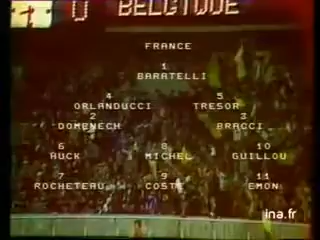 0 BELGIQUE
FRANCE
1
BARATELLI
4 5
ORLANDUCCI TRESOR
2 3
DOMENECH BRACCI
6 8 10
HUCK MICHEL GUILLOU
7 9 11
ROCHETEAU COSTE EMON
ina.fr